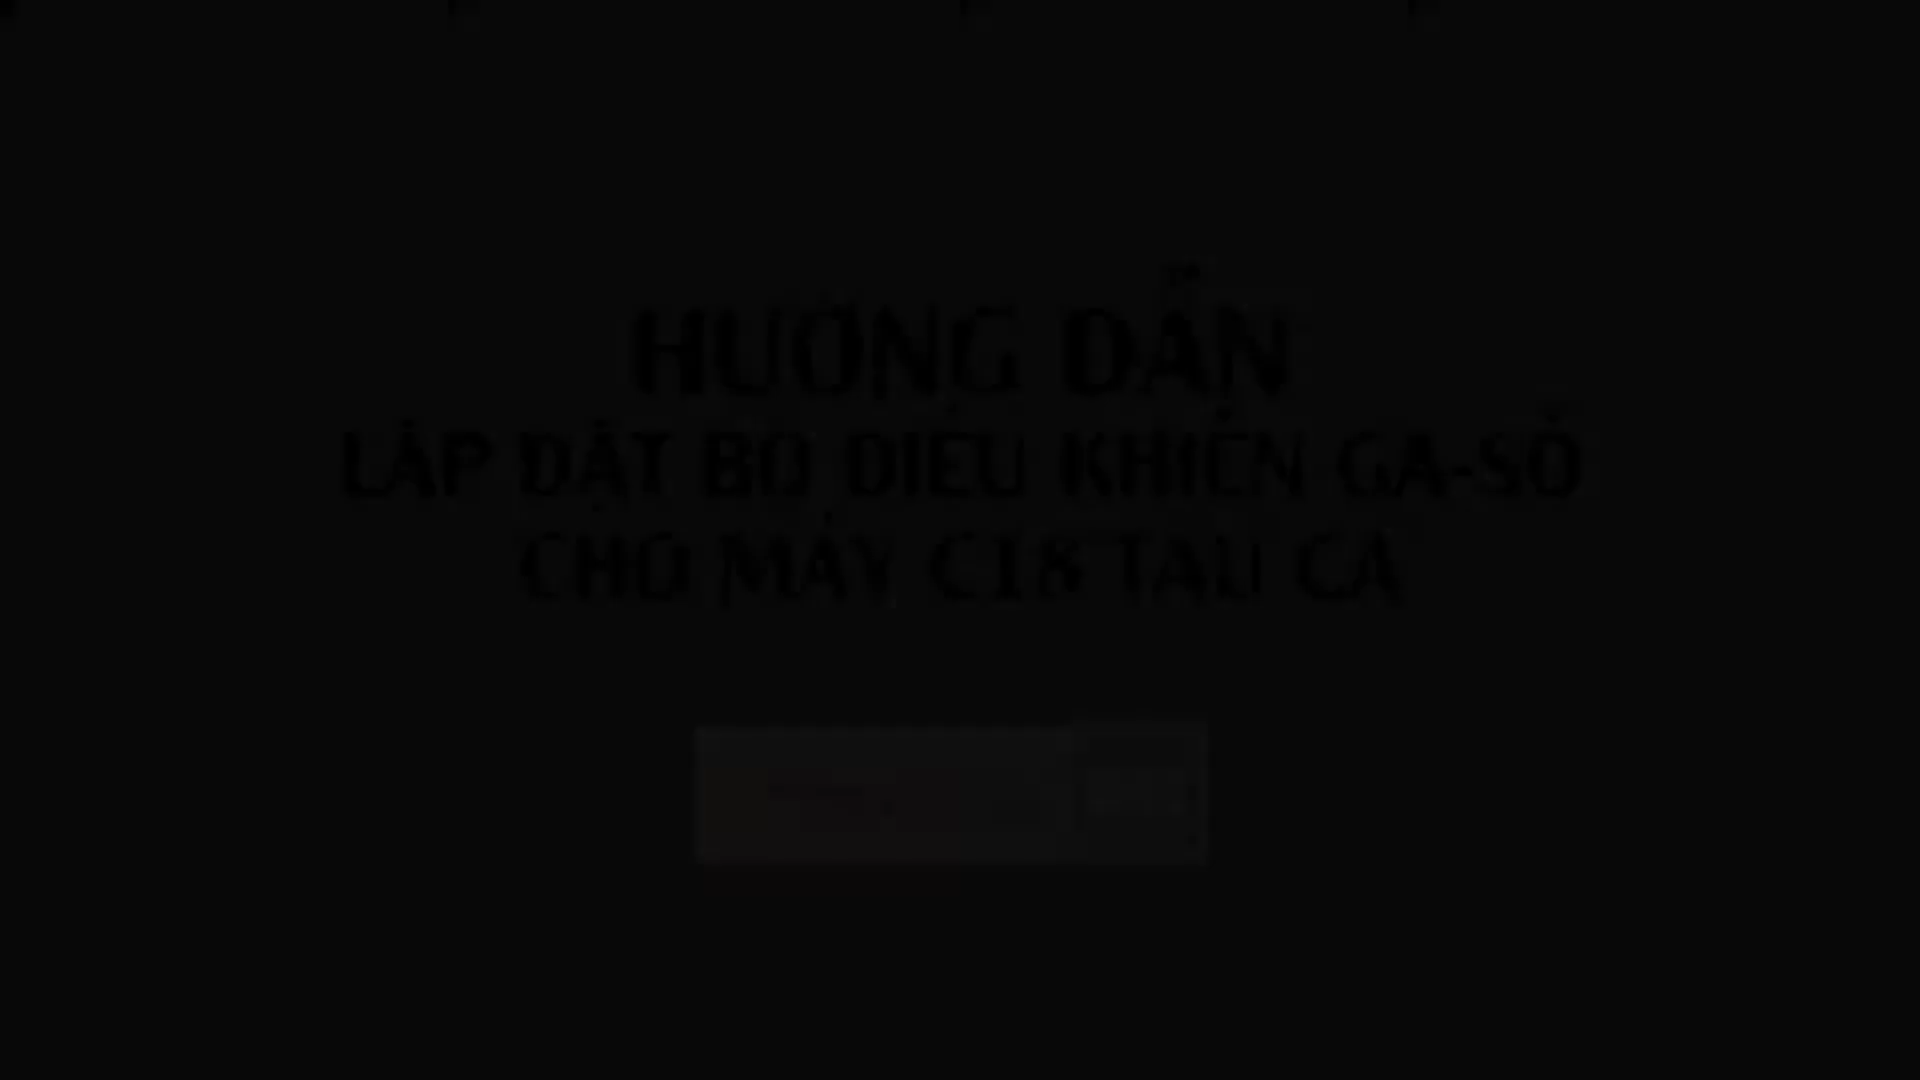 HƯỚNG DẪN
LẮP ĐẶT BỘ ĐIỀU KHIỂN GA-SỐ
CHO MÁY C18 TÀU CÁ